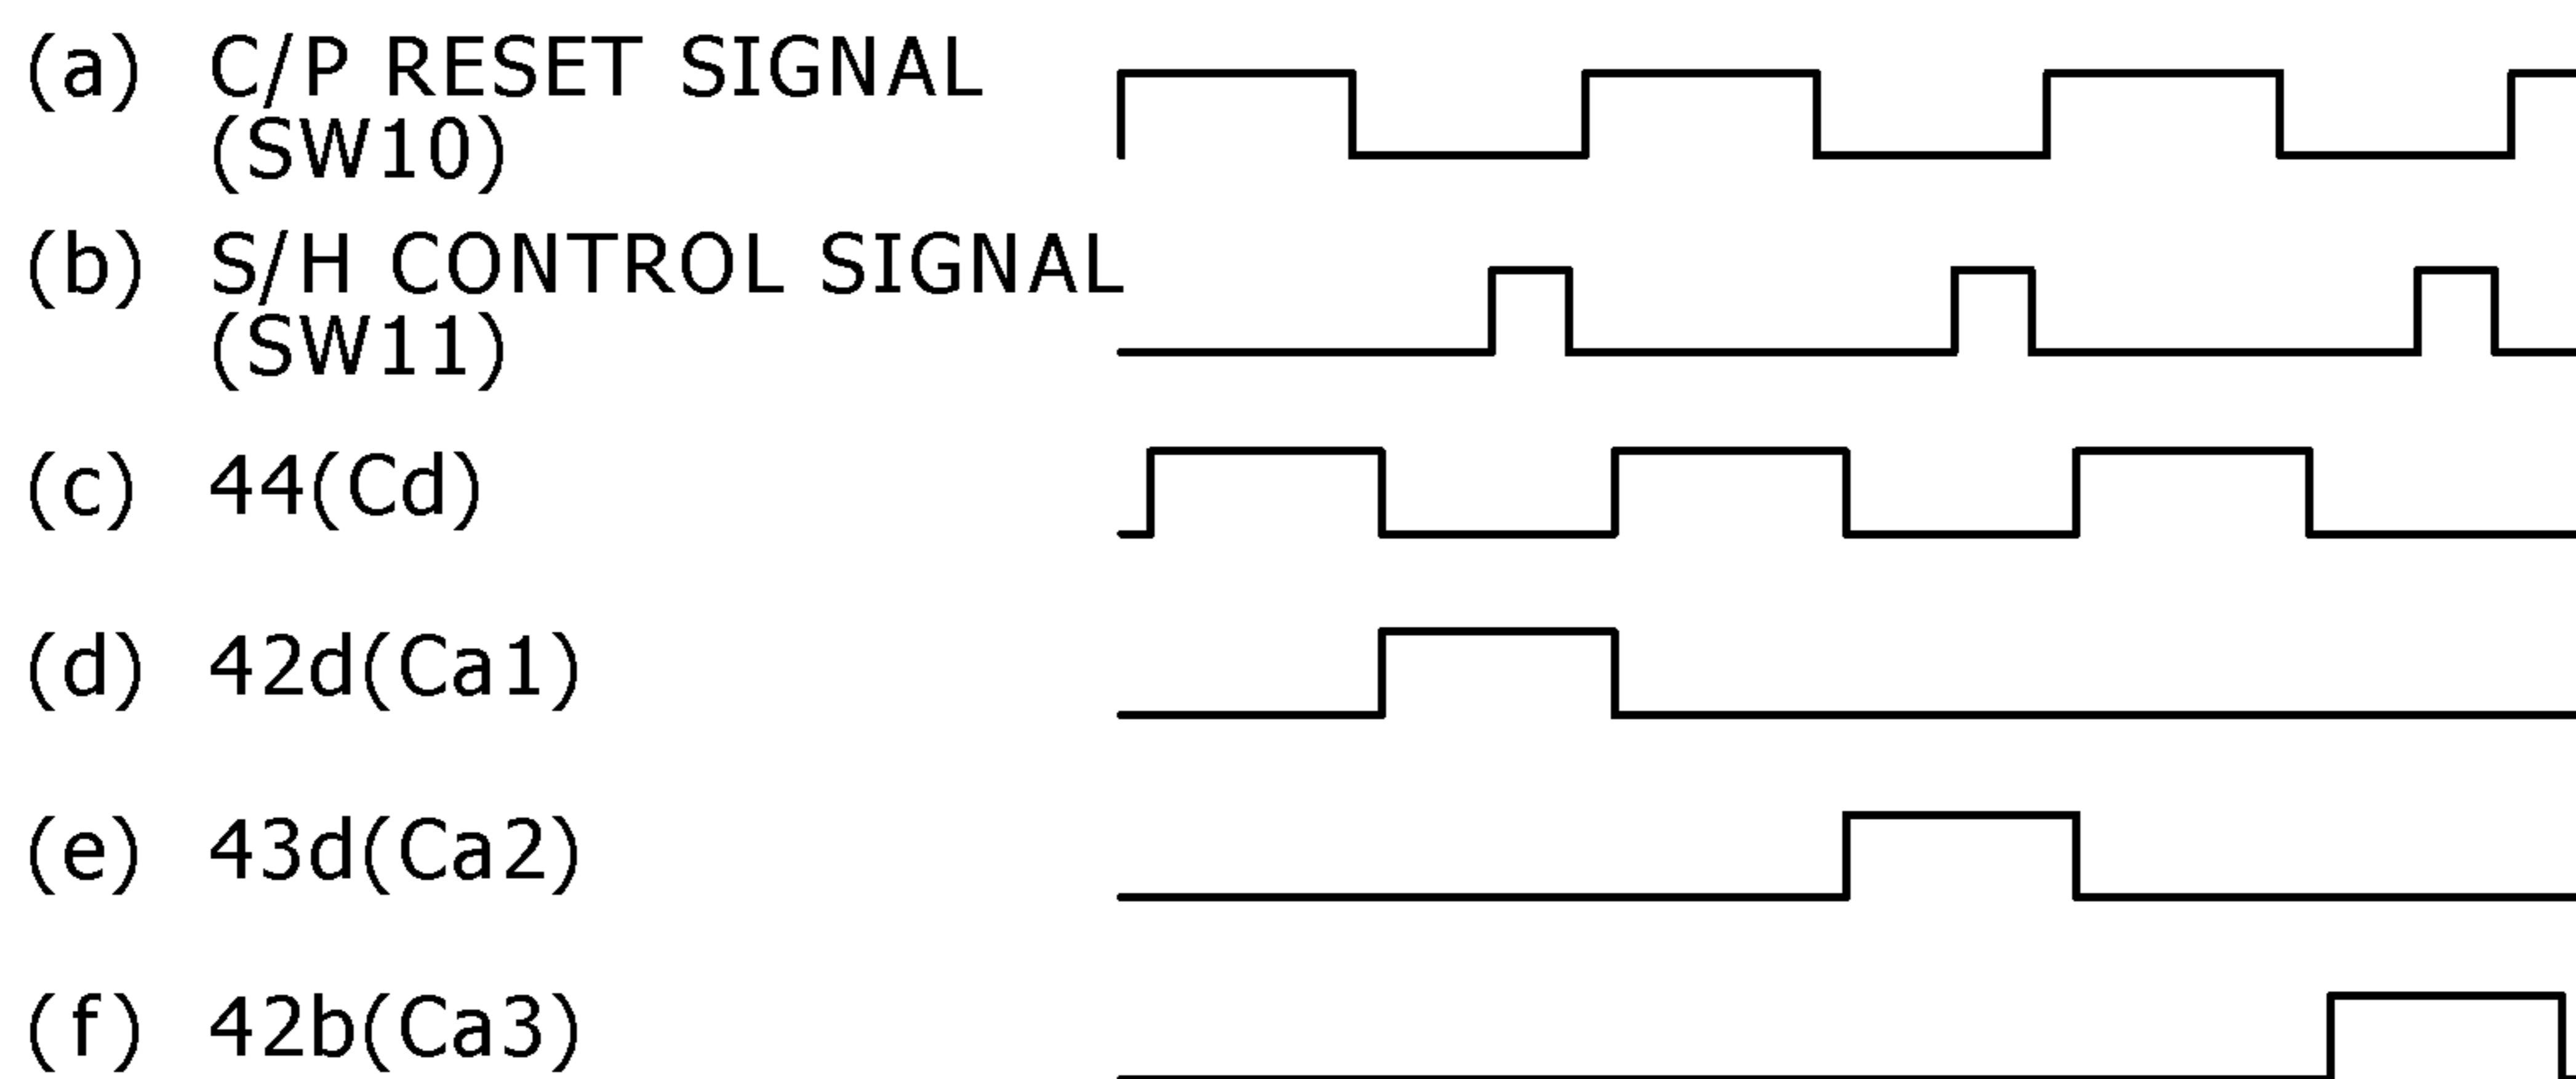 (a) C/P RESET SIGNAL
(SW10)
(b) S/H CONTROL SIGNAL
(SW11)
(c) 44(Cd)
(d) 42d(Ca1)
(e) 43d(Ca2)
(f) 42b(Ca3)